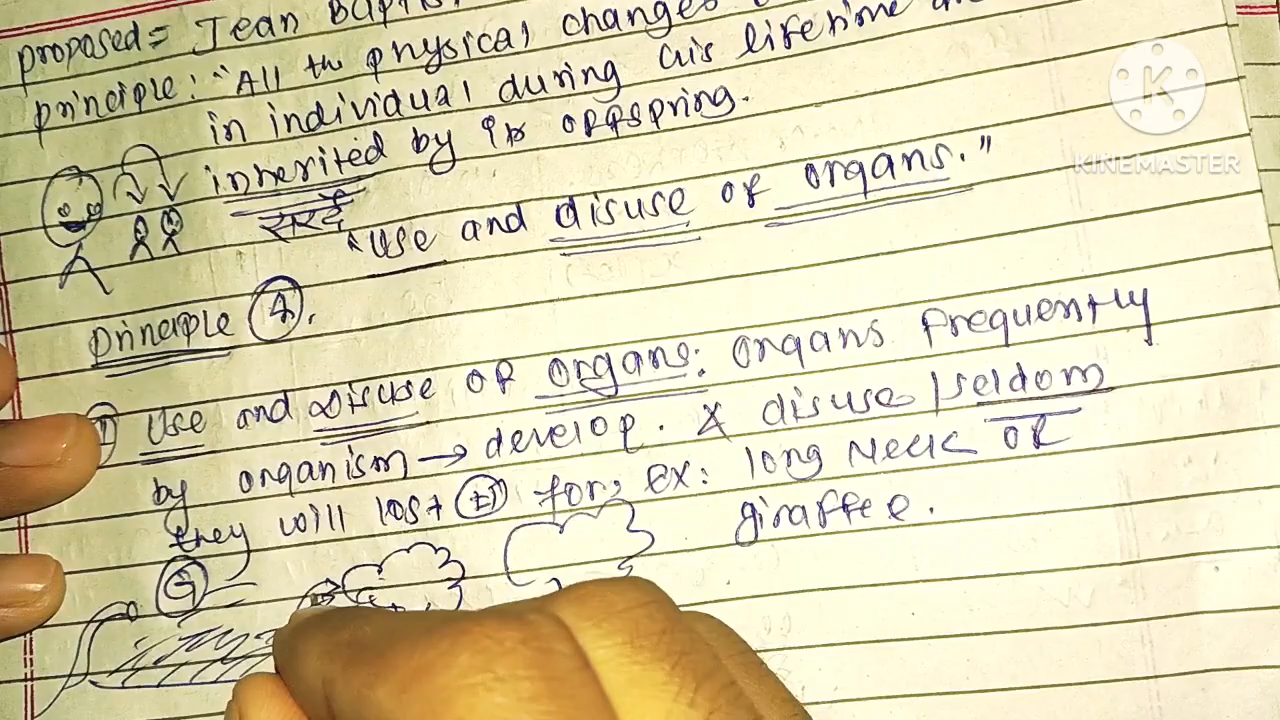 proposed= Jean Baptis
principle: "All the physical changes
in individual during his lifetime
inherited by its offspring.
"use and disuse of organs."
Principle 4.
① Use and Disuse of organs: organs frequently
by organism → develop. & disuse / seldom
they will lost for, ex: long neck of
giraffee.
K
KINEMASTER